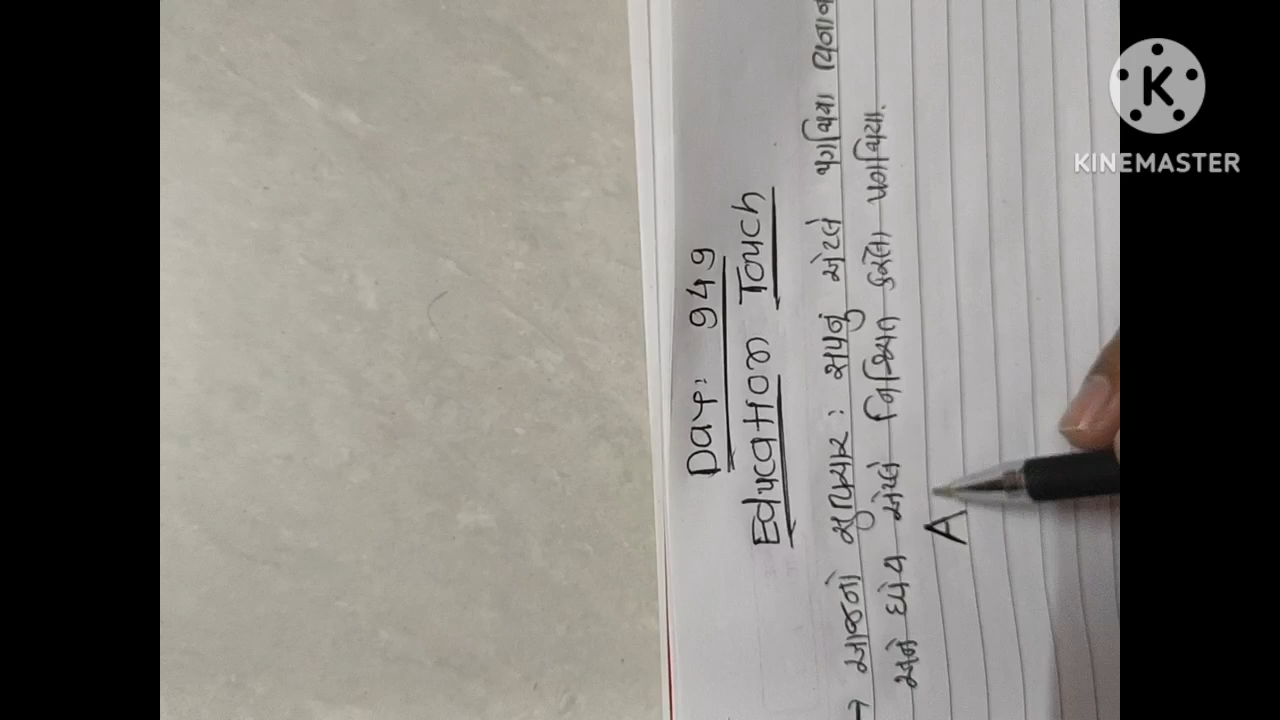 Day: 949
Education Touch
→ આજનો સુવિચાર: સપનું એટલે પગથિયા વિનાની
અને ધ્યેય એટલે નિશ્ચિત કરેલા પગથિયા.
A
K
KINEMASTER